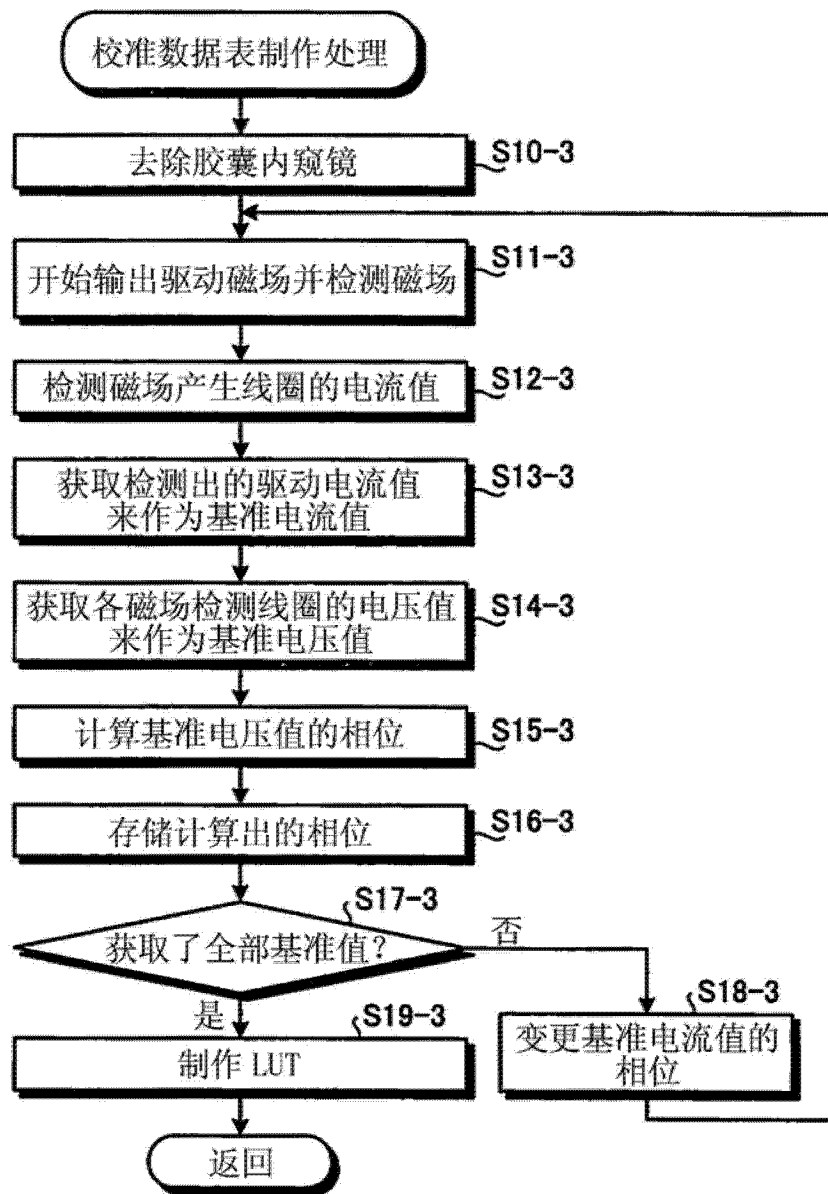 校准数据表制作处理
去除胶囊内窥镜
S10-3
开始输出驱动磁场并检测磁场
S11-3
检测磁场产生线圈的电流值
S12-3
获取检测出的驱动电流值
来作为基准电流值
S13-3
获取各磁场检测线圈的电压值
来作为基准电压值
S14-3
计算基准电压值的相位
S15-3
存储计算出的相位
S16-3
获取了全部基准值?
S17-3
否
是
变更基准电流值的
相位
S18-3
制作 LUT
S19-3
返回